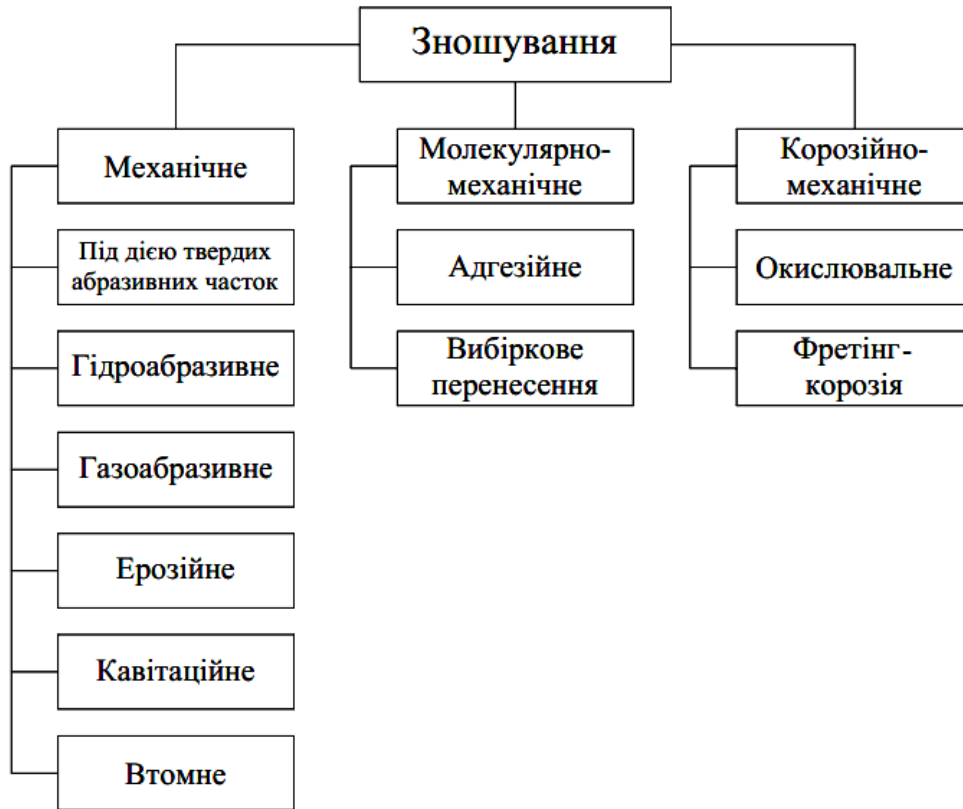 Зношування
Механічне
Під дією твердих
абразивних часток
Гідроабразивне
Газоабразивне
Ерозійне
Кавітаційне
Втомне
Молекулярно-
механічне
Адгезійне
Вибіркове
перенесення
Корозійно-
механічне
Окислювальне
Фретінг-
корозія